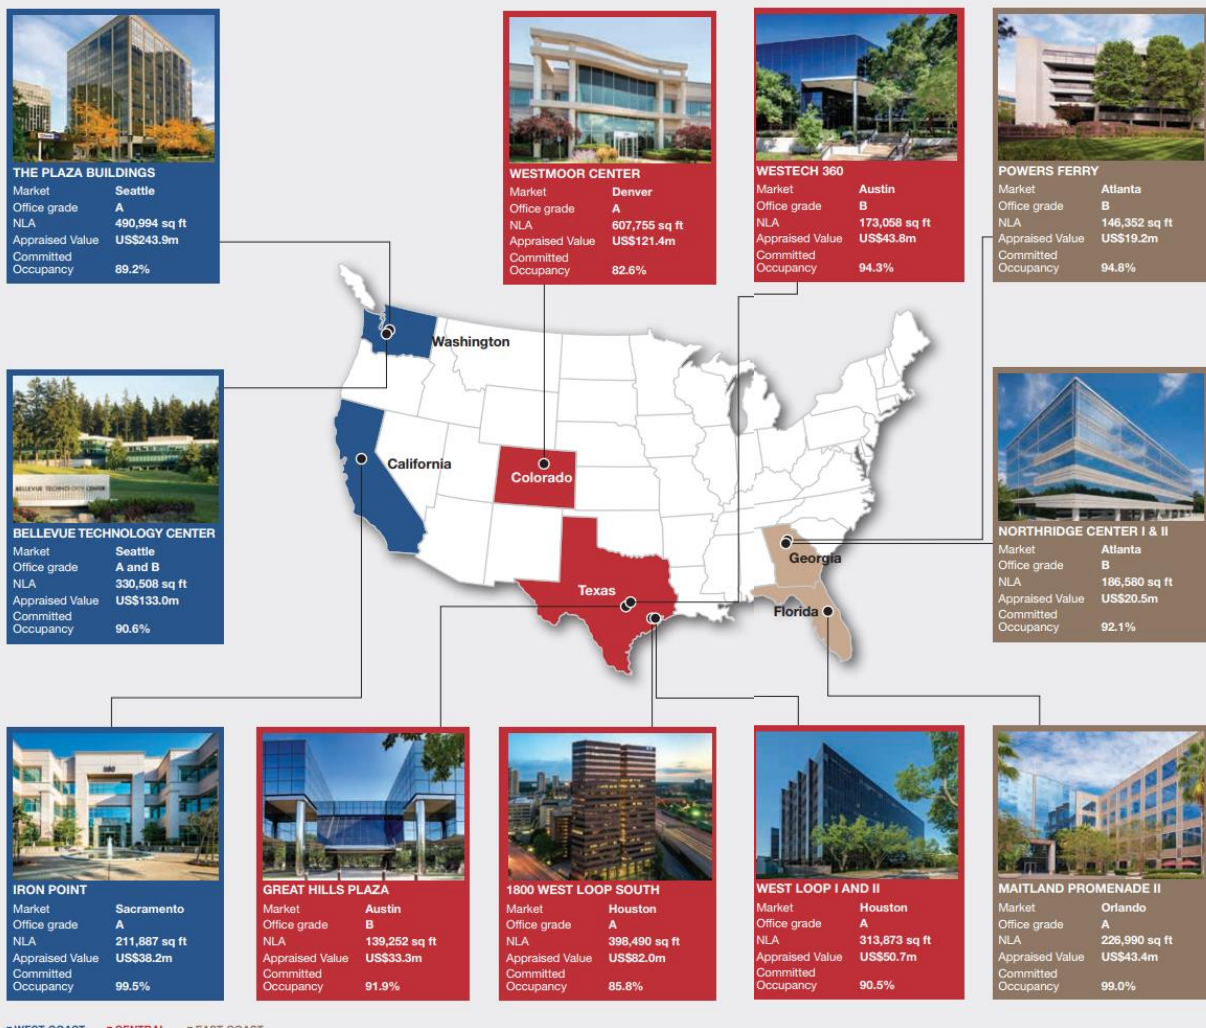 THE PLAZA BUILDINGS
Market Seattle
Office grade A
NLA 490,994 sq ft
Appraised Value US$243.9m
Committed
Occupancy 89.2%
WESTMOOR CENTER
Market Denver
Office grade A
NLA 607,755 sq ft
Appraised Value US$121.4m
Committed
Occupancy 82.6%
WESTECH 360
Market Austin
Office grade B
NLA 173,058 sq ft
Appraised Value US$43.8m
Committed
Occupancy 94.3%
POWERS FERRY
Market Atlanta
Office grade B
NLA 146,352 sq ft
Appraised Value US$19.2m
Committed
Occupancy 94.8%
Washington
California
Colorado
Texas
Georgia
Florida
BELLEVUE TECHNOLOGY CENTER
BELLEVUE TECHNOLOGY CENTER
Market Seattle
Office grade A and B
NLA 330,508 sq ft
Appraised Value US$133.0m
Committed
Occupancy 90.6%
NORTHRIDGE CENTER I & II
Market Atlanta
Office grade B
NLA 186,580 sq ft
Appraised Value US$20.5m
Committed
Occupancy 92.1%
IRON POINT
Market Sacramento
Office grade A
NLA 211,887 sq ft
Appraised Value US$38.2m
Committed
Occupancy 99.5%
GREAT HILLS PLAZA
Market Austin
Office grade B
NLA 139,252 sq ft
Appraised Value US$33.3m
Committed
Occupancy 91.9%
1800 WEST LOOP SOUTH
Market Houston
Office grade A
NLA 398,490 sq ft
Appraised Value US$82.0m
Committed
Occupancy 85.8%
WEST LOOP I AND II
Market Houston
Office grade A
NLA 313,873 sq ft
Appraised Value US$50.7m
Committed
Occupancy 90.5%
MAITLAND PROMENADE II
Market Orlando
Office grade A
NLA 226,990 sq ft
Appraised Value US$43.4m
Committed
Occupancy 99.0%
WEST COAST CENTRAL EAST COAST